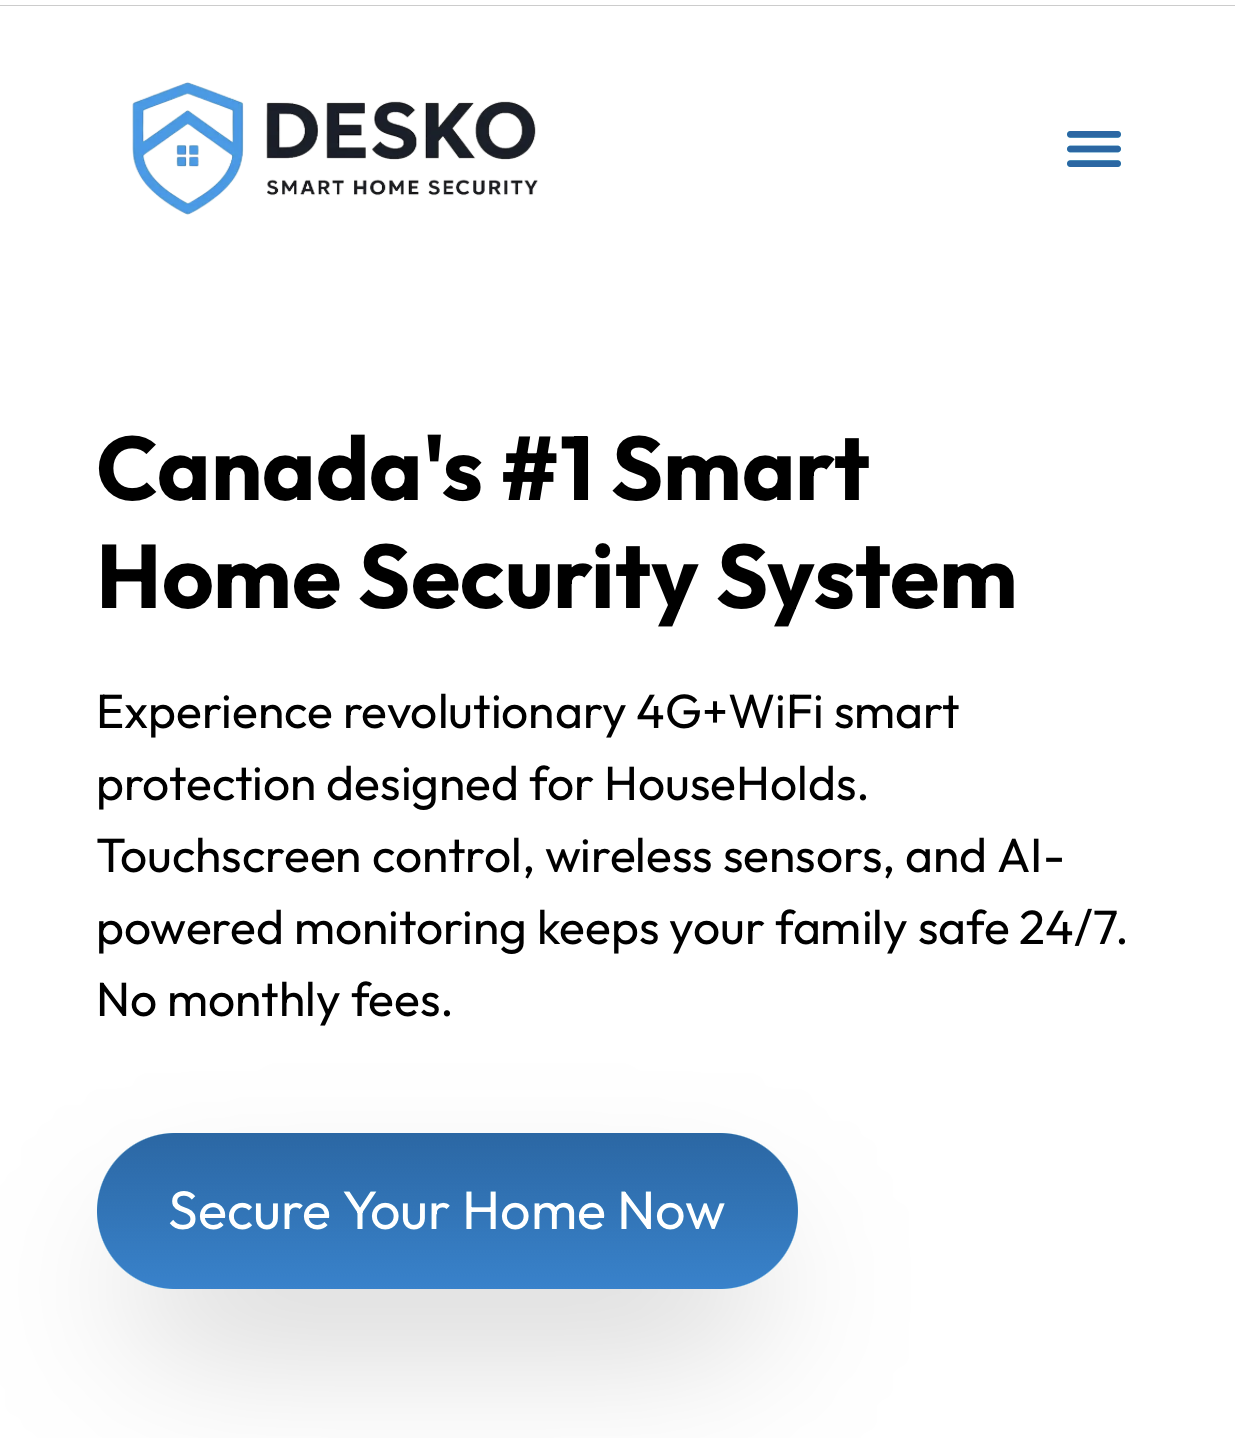 DESKO
SMART HOME SECURITY
Canada's #1 Smart
Home Security System
Experience revolutionary 4G+WiFi smart
protection designed for HouseHolds.
Touchscreen control, wireless sensors, and AI-
powered monitoring keeps your family safe 24/7.
No monthly fees.
Secure Your Home Now